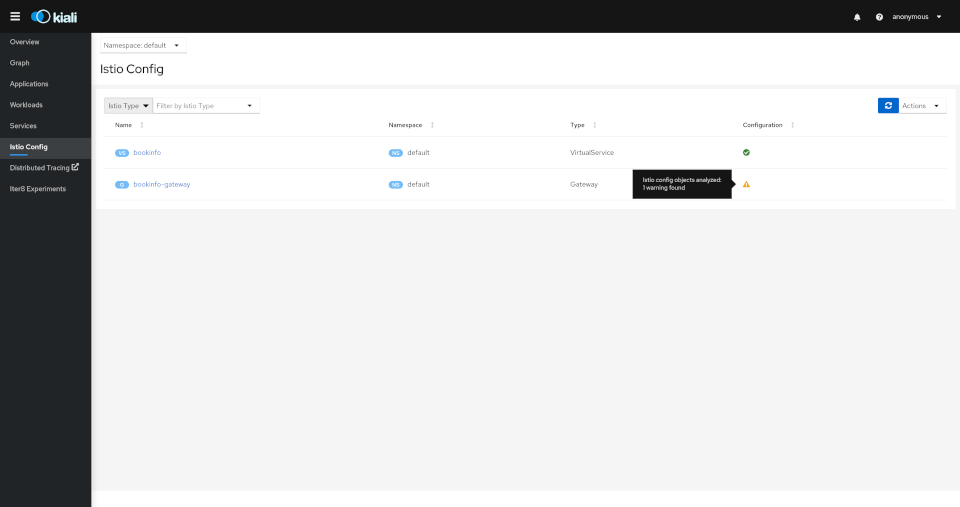 kiali
anonymous
Overview
Graph
Applications
Workloads
Services
Istio Config
Distributed Tracing
Iter8 Experiments
Namespace: default
Istio Config
Istio Type Filter by Istio Type Actions
Name Namespace Type Configuration
VS bookinfo NS default VirtualService
G bookinfo-gateway NS default Gateway
Istio config objects analyzed:
1 warning found